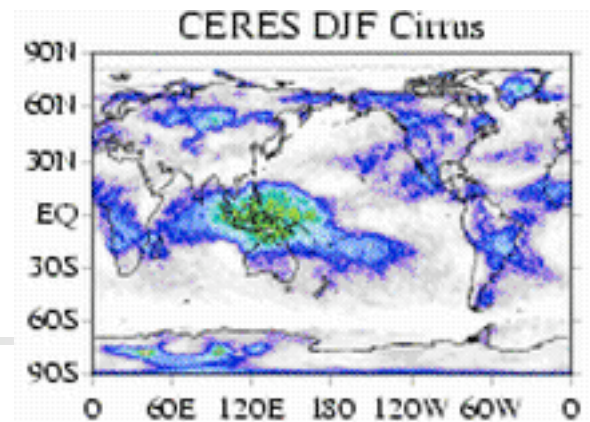 CERES DJF Cirrus
90N
60N
30N
EQ
30S
60S
90S
0 60E 120E 180 120W 60W 0